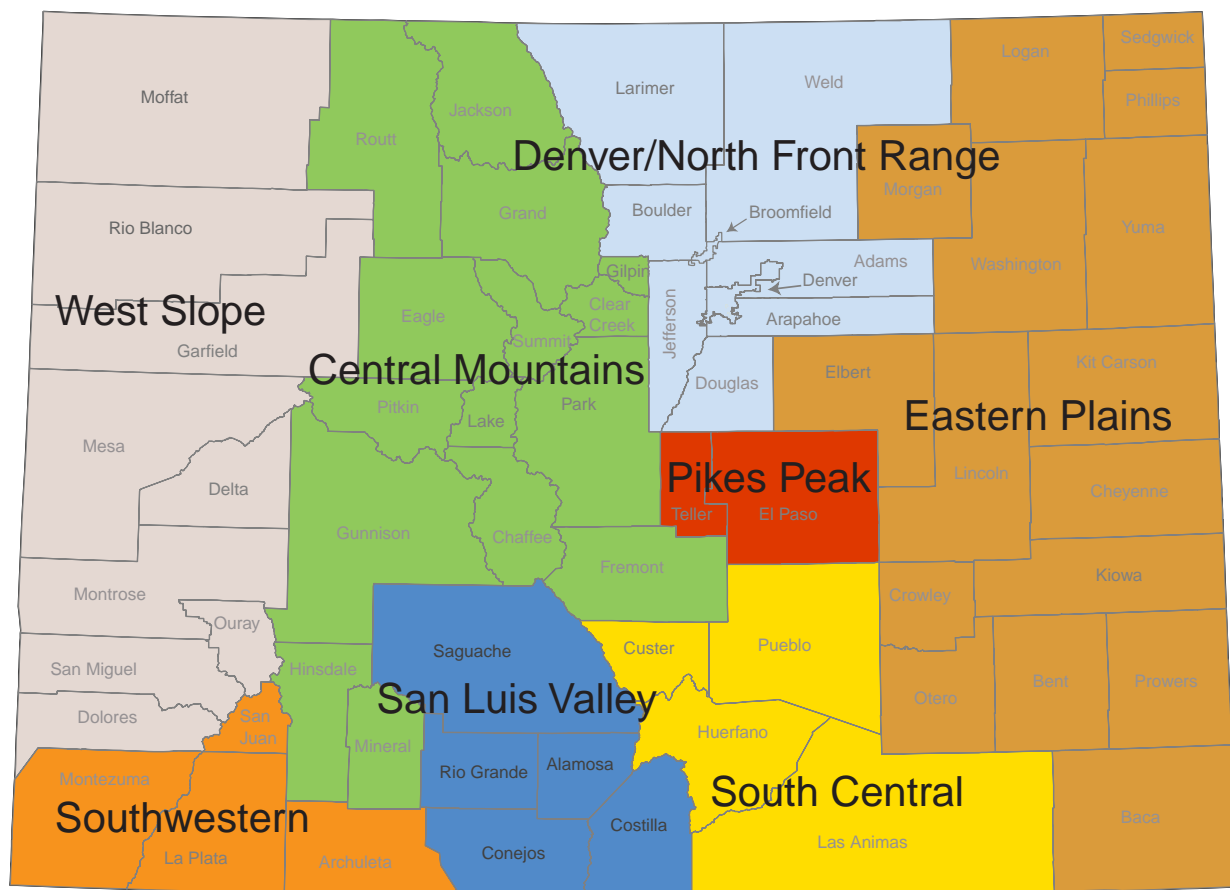 Sedgwick
Logan
Larimer
Weld
Moffat
Phillips
Jackson
Routt
Denver/North Front Range
Morgan
Boulder
Broomfield
Grand
Rio Blanco
Yuma
Adams
Washington
Gilpin
Denver
Clear
Creek
West Slope
Eagle
Arapahoe
Jefferson
Summit
Garfield
Kit Carson
Central Mountains
Elbert
Douglas
Park
Pitkin
Lake
Eastern Plains
Mesa
Pikes Peak
Lincoln
Delta
Cheyenne
Teller
El Paso
Gunnison
Chaffee
Fremont
Kiowa
Montrose
Crowley
Ouray
Custer
Pueblo
Saguache
San Miguel
Hinsdale
Bent
Prowers
San Luis Valley
Otero
Dolores
San
Juan
Huerfano
Mineral
Alamosa
Rio Grande
Montezuma
South Central
Southwestern
Baca
Costilla
Las Animas
Conejos
La Plata
Archuleta